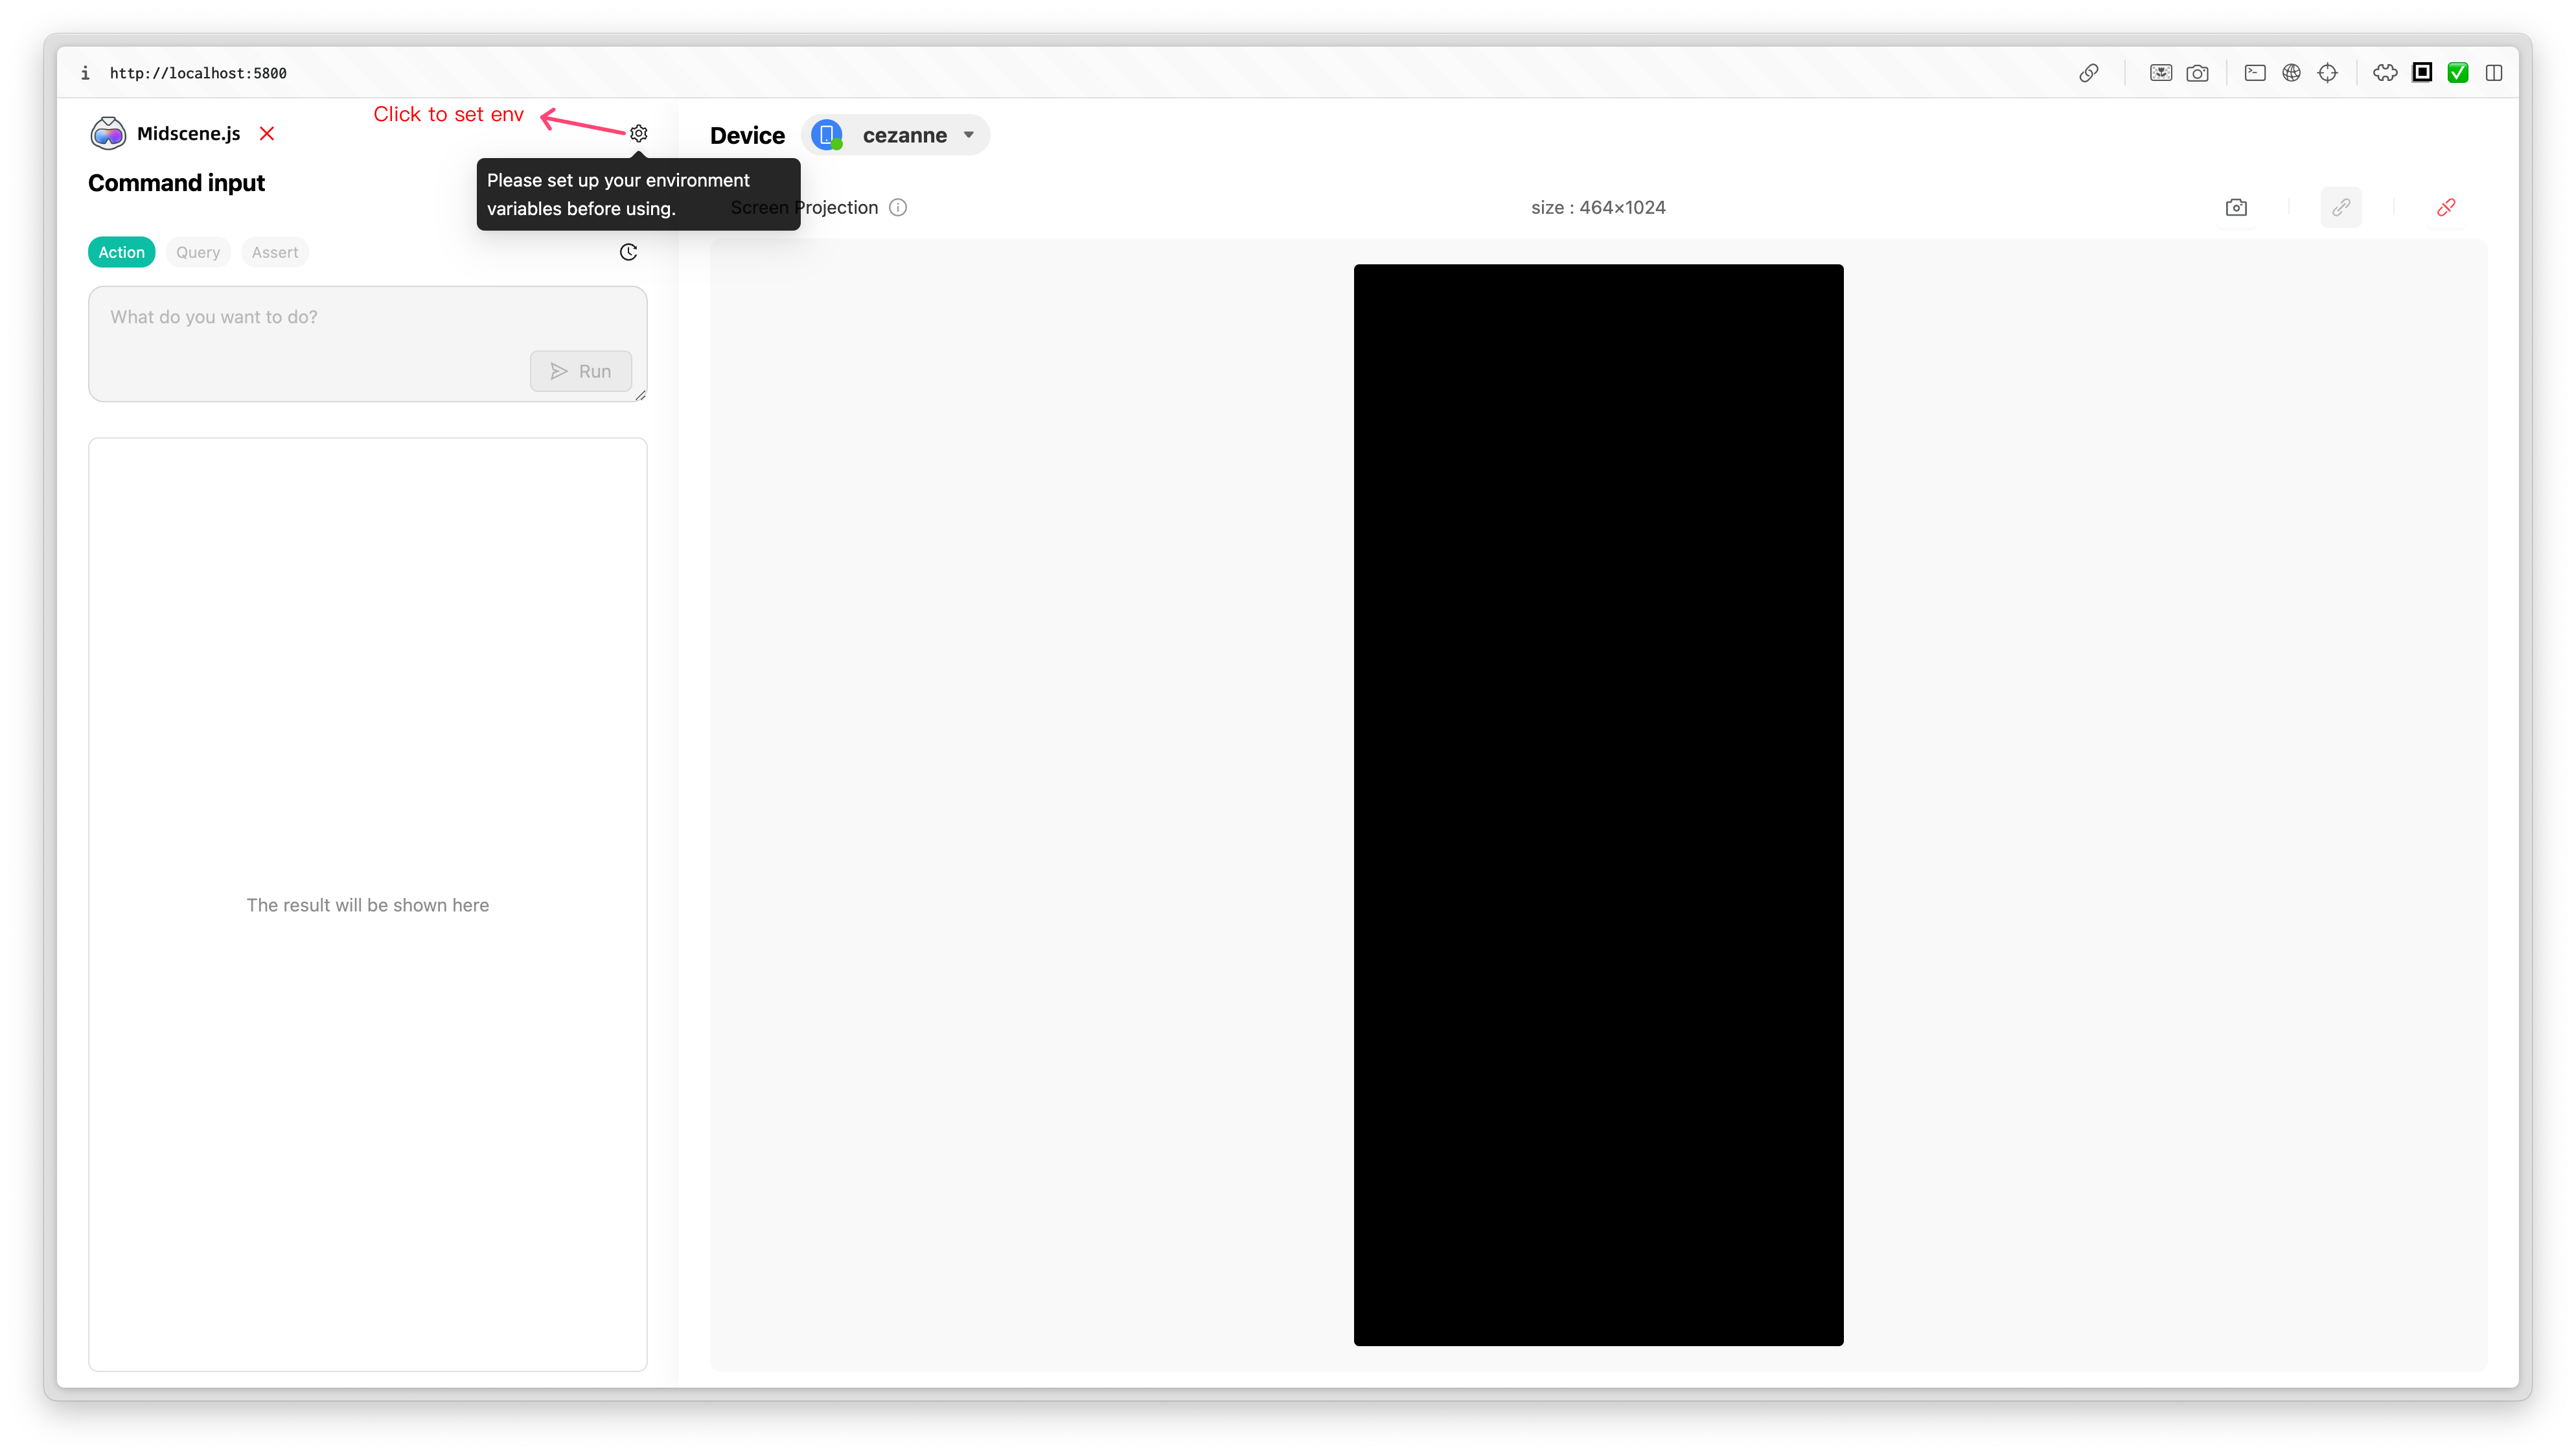 http://localhost:5800
Midscene.js
Click to set env
Device
cezanne
Command input
Please set up your environment
variables before using.
Screen Projection
size : 464×1024
Action
Query
Assert
What do you want to do?
Run
The result will be shown here